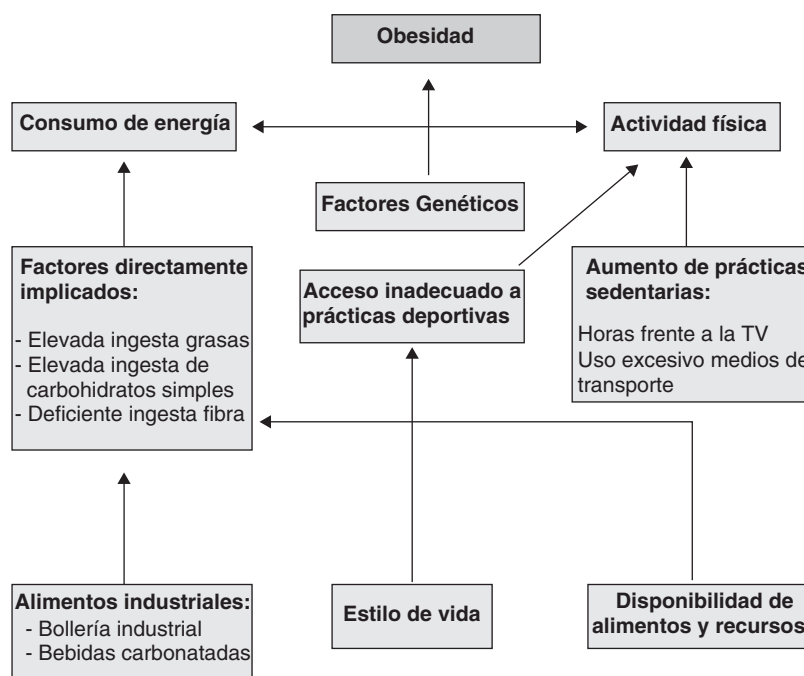 Obesidad
Consumo de energía
Actividad física
Factores Genéticos
Factores directamente
implicados:
- Elevada ingesta grasas
- Elevada ingesta de
carbohidratos simples
- Deficiente ingesta fibra
Acceso inadecuado a
prácticas deportivas
Aumento de prácticas
sedentarias:
Horas frente a la TV
Uso excesivo medios de
transporte
Alimentos industriales:
- Bollería industrial
- Bebidas carbonatadas
Estilo de vida
Disponibilidad de
alimentos y recursos